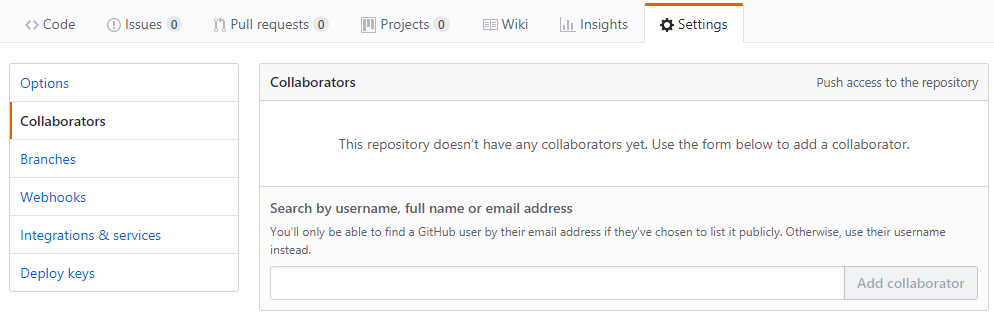 Code Issues 0 Pull requests 0 Projects 0 Wiki Insights Settings
Options
Collaborators
Branches
Webhooks
Integrations & services
Deploy keys
Collaborators Push access to the repository
This repository doesn't have any collaborators yet. Use the form below to add a collaborator.
Search by username, full name or email address
You'll only be able to find a GitHub user by their email address if they've chosen to list it publicly. Otherwise, use their username
instead.
Add collaborator